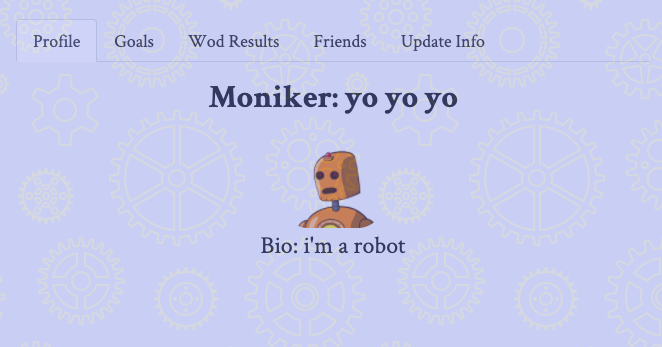 Profile Goals Wod Results Friends Update Info
Moniker: yo yo yo
Bio: i'm a robot